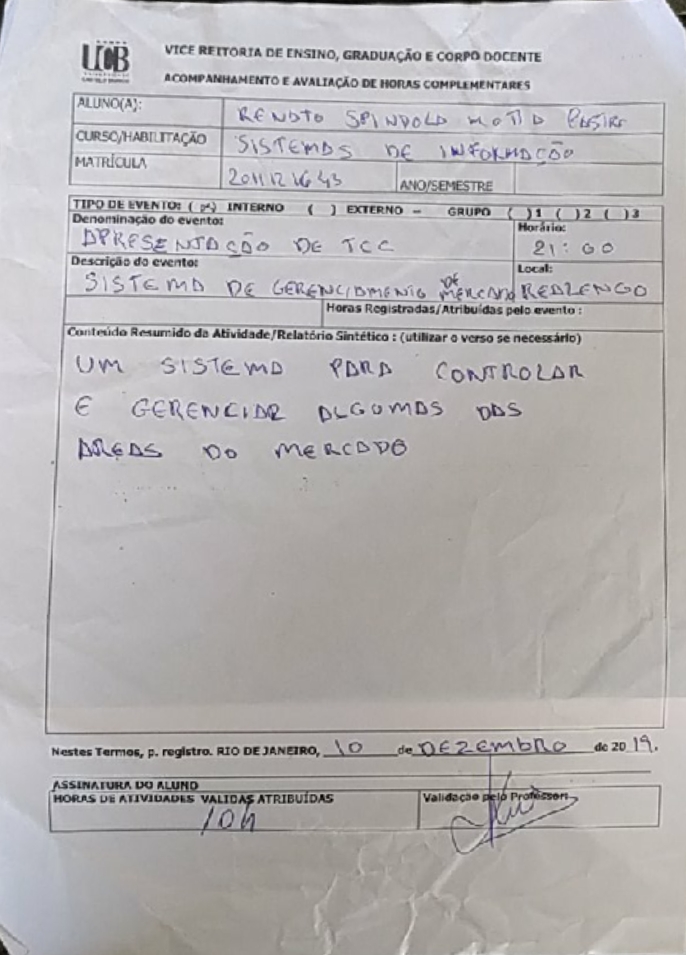 UCB
VICE REITORIA DE ENSINO, GRADUAÇÃO E CORPO DOCENTE
ACOMPANHAMENTO E AVALIAÇÃO DE HORAS COMPLEMENTARES
ALUNO(A): RENATO SPINDOLA MOTTA
CURSO/HABILITAÇÃO SISTEMAS DE INFORMAÇÃO
MATRÍCULA ANO/SEMESTRE
TIPO DE EVENTO: ( X ) INTERNO ( ) EXTERNO – GRUPO ( )1 ( )2 ( )3
Denominação do evento: Horário:
APRESENTAÇÃO DE TCC 21:00
Descrição do evento: Local:
SISTEMA DE GERENCIAMENTO DE MERCADO REALENGO
Horas Registradas/Atribuídas pelo evento :
Conteúdo Resumido da Atividade/Relatório Sintético : (utilizar o verso se necessário)
UM SISTEMA PARA CONTROLAR
E GERENCIAR ALGUMAS DAS
AREAS DO MERCADO
Nestes Termos, p. registro. RIO DE JANEIRO, 10 de DEZEMBRO de 2019.
ASSINATURA DO ALUNO
HORAS DE ATIVIDADES VALIDAS ATRIBUÍDAS Validação pelo Professor:
10h